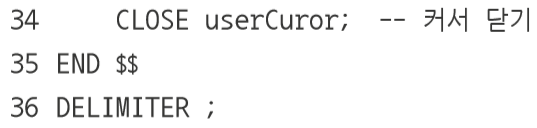 34     CLOSE userCuror;  -- 커서 닫기
35 END $$
36 DELIMITER ;